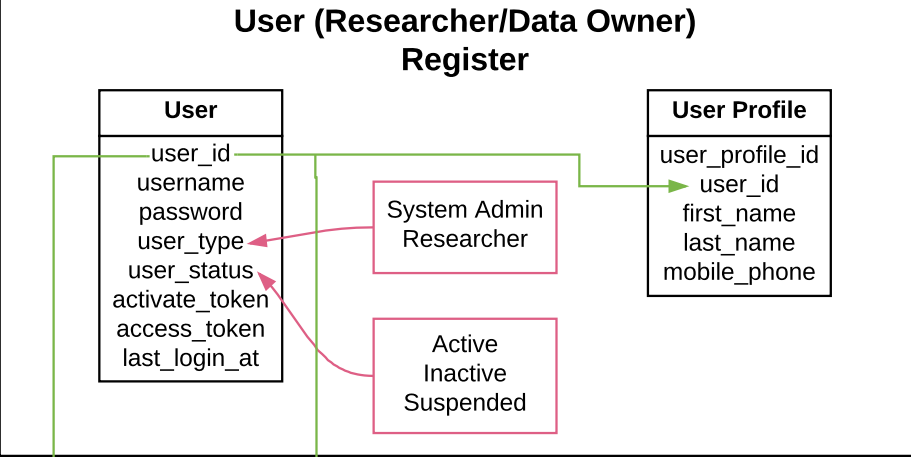 User (Researcher/Data Owner)
Register
User
user_id
username
password
user_type
user_status
activate_token
access_token
last_login_at
System Admin
Researcher
Active
Inactive
Suspended
User Profile
user_profile_id
user_id
first_name
last_name
mobile_phone